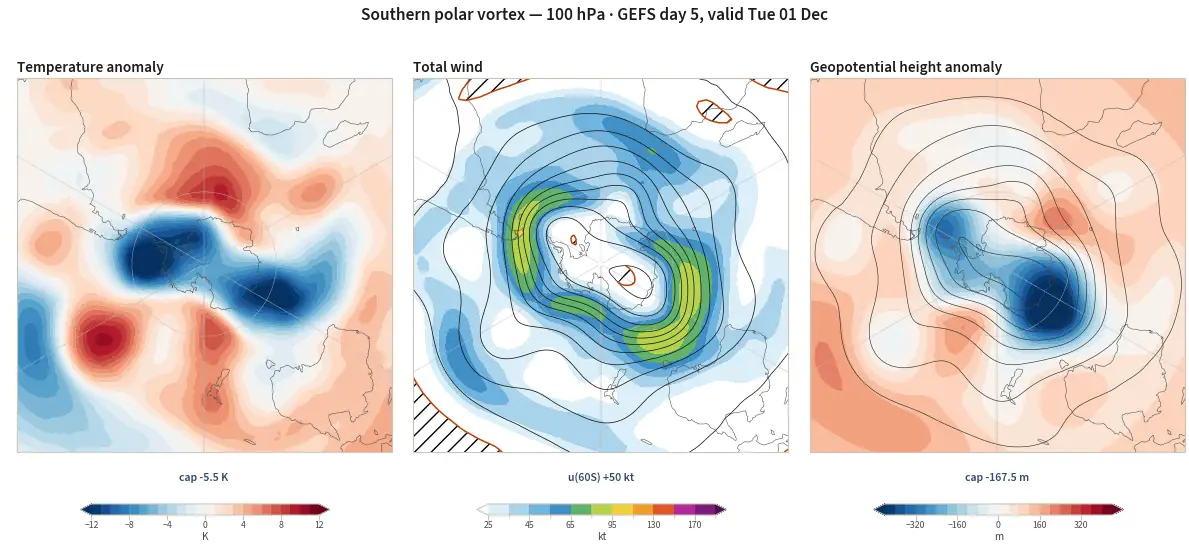 Southern polar vortex — 100 hPa · GEFS day 5, valid Tue 01 Dec
Temperature anomaly
Total wind
Geopotential height anomaly
cap -5.5 K
u(60S) +50 kt
cap -167.5 m
−12 −8 −4 0 4 8 12
K
25 45 65 95 130 170
kt
−320 −160 0 160 320
m